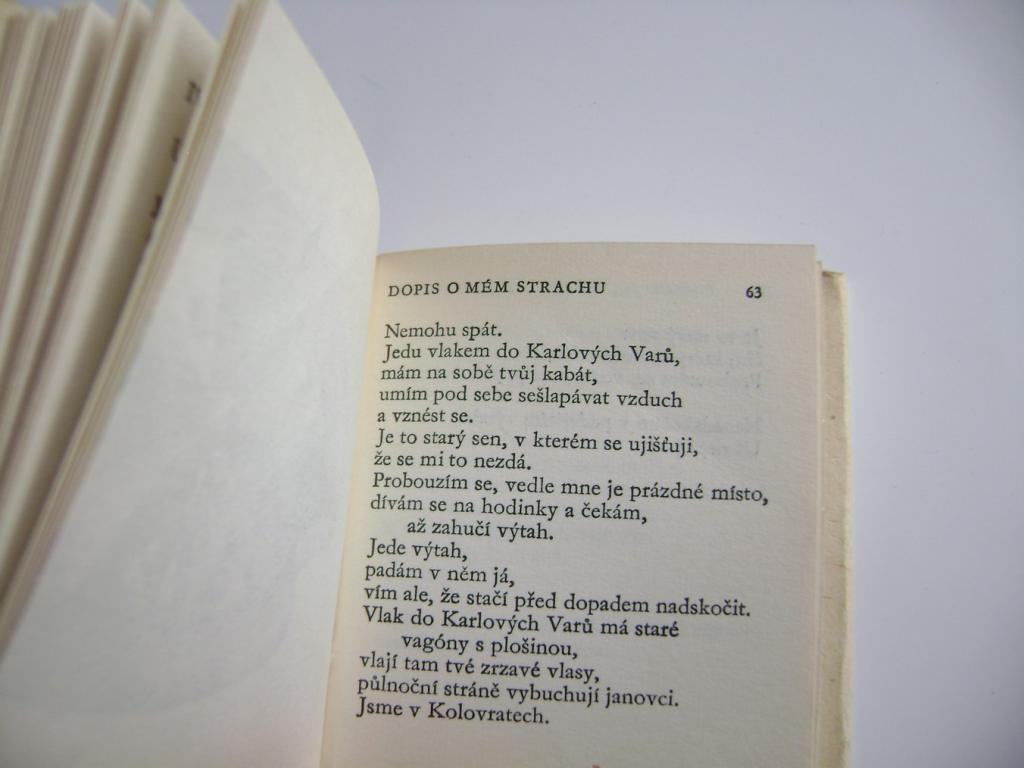 DOPIS O MÉM STRACHU 63
Nemohu spát.
Jedu vlakem do Karlových Varů,
mám na sobě tvůj kabát,
umím pod sebe sešlapávat vzduch
a vznést se.
Je to starý sen, v kterém se ujišťuji,
že se mi to nezdá.
Probouzím se, vedle mne je prázdné místo,
dívám se na hodinky a čekám,
až zahučí výtah.
Jede výtah,
padám v něm já,
vím ale, že stačí před dopadem nadskočit.
Vlak do Karlových Varů má staré
vagóny s plošinou,
vlají tam tvé zrzavé vlasy,
půlnoční stráně vybuchují janovci.
Jsme v Kolovratech.